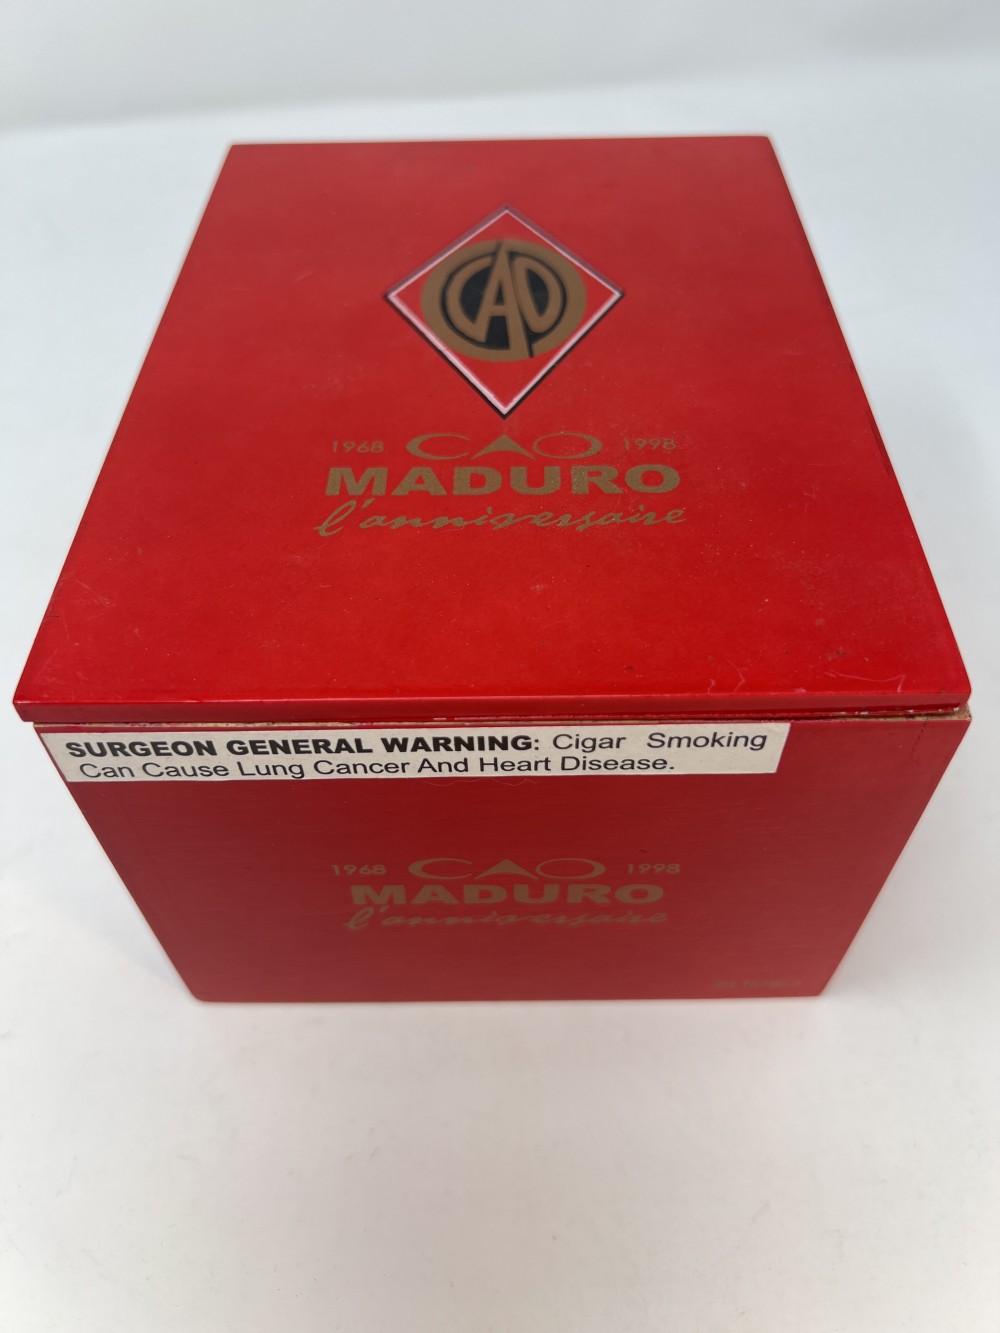 CAO
1968 CAO 1998
MADURO
l'anniversaire
SURGEON GENERAL WARNING: Cigar Smoking
Can Cause Lung Cancer And Heart Disease.
1968 CAO 1998
MADURO
l'anniversaire